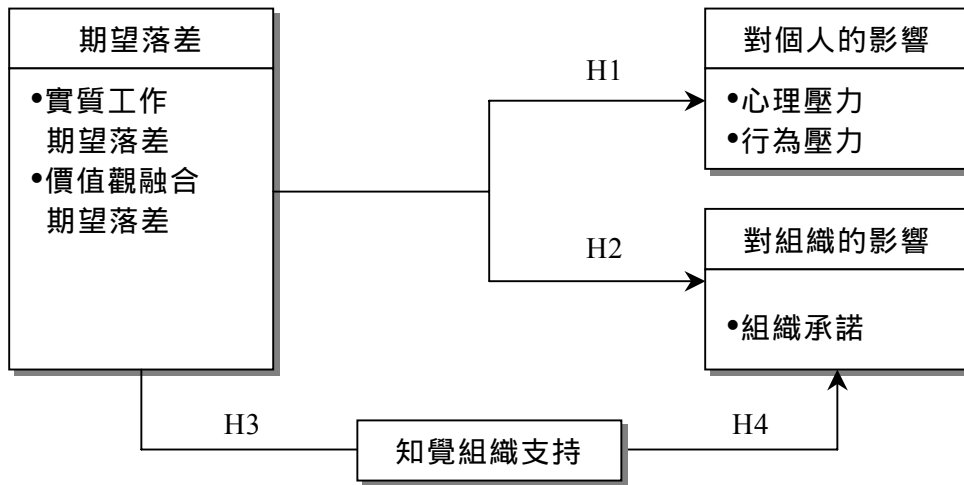 期望落差
•實質工作
期望落差
•價值觀融合
期望落差
H1
對個人的影響
•心理壓力
•行為壓力
H2
對組織的影響
•組織承諾
H3
知覺組織支持
H4